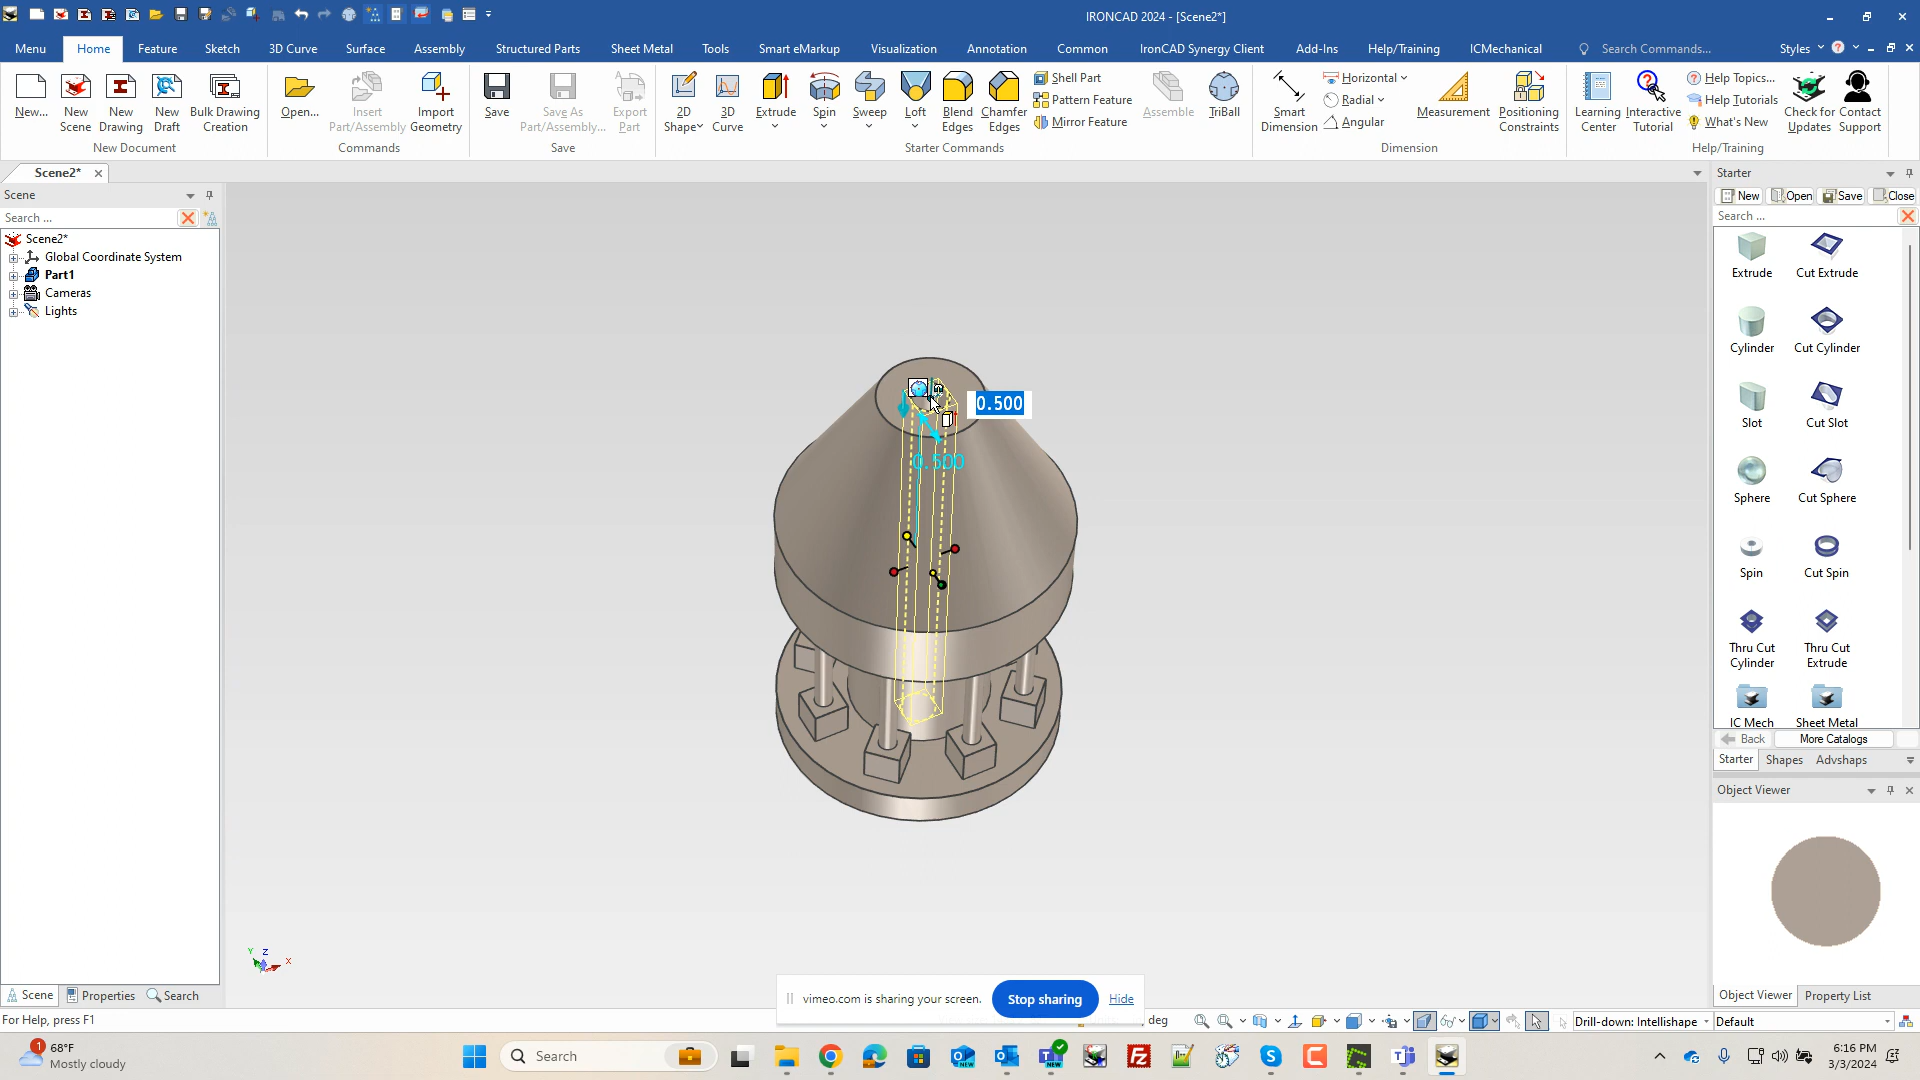 IRONCAD 2024 - [Scene2*]
Menu
Home
Feature
Sketch
3D Curve
Surface
Assembly
Structured Parts
Sheet Metal
Tools
Smart eMarkup
Visualization
Annotation
Common
IronCAD Synergy Client
Add-Ins
Help/Training
ICMechanical
Search Commands...
Styles
New...
New
Scene
New
Drawing
New
Draft
Bulk Drawing
Creation
New Document
Open...
Insert
Part/Assembly
Import
Geometry
Commands
Save
Save As
Part/Assembly...
Export
Part
Save
2D
Shape
3D
Curve
Extrude
Spin
Sweep
Loft
Blend
Edges
Chamfer
Edges
Shell Part
Pattern Feature
Mirror Feature
Assemble
TriBall
Starter Commands
Smart
Dimension
Horizontal
Radial
Angular
Measurement
Positioning
Constraints
Dimension
Learning
Center
Interactive
Tutorial
Help Topics...
Help Tutorials
What's New
Check for
Updates
Contact
Support
Help/Training
Scene2*
Scene
Search ...
Scene2*
Global Coordinate System
Part1
Cameras
Lights
0.500
0.500
Y
Z
X
Starter
New
Open
Save
Close
Search ...
Extrude
Cut Extrude
Cylinder
Cut Cylinder
Slot
Cut Slot
Sphere
Cut Sphere
Spin
Cut Spin
Thru Cut
Cylinder
Thru Cut
Extrude
IC Mech
Sheet Metal
Back
More Catalogs
Starter
Shapes
Advshaps
Object Viewer
Object Viewer
Property List
Scene
Properties
Search
vimeo.com is sharing your screen.
Stop sharing
Hide
For Help, press F1
deg
Drill-down: Intellishape
Default
1
68°F
Mostly cloudy
Search
NEW
NEW
6:16 PM
3/3/2024